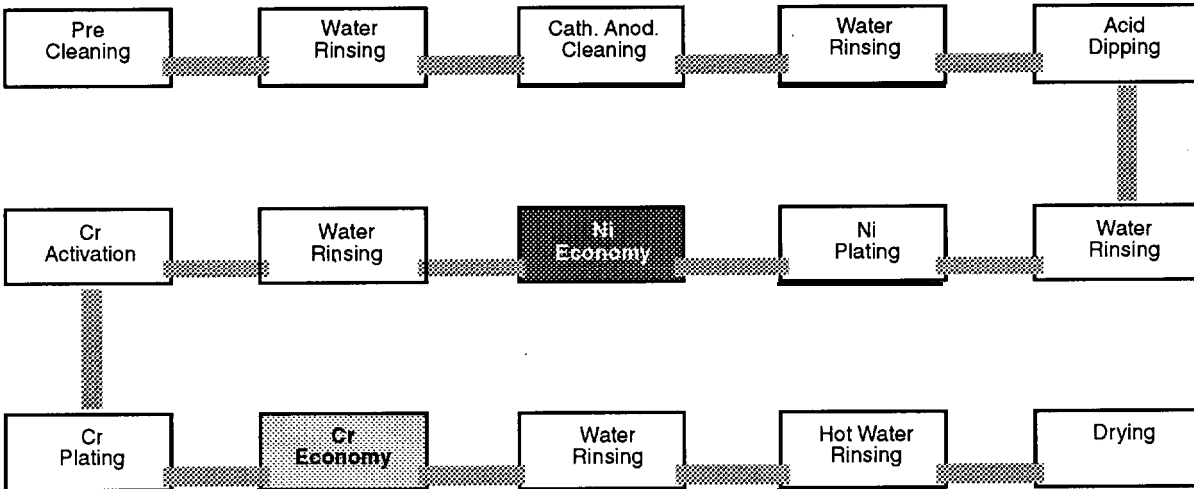 Pre
Cleaning
Water
Rinsing
Cath. Anod.
Cleaning
Water
Rinsing
Acid
Dipping
Cr
Activation
Water
Rinsing
Ni
Economy
Ni
Plating
Water
Rinsing
Cr
Plating
Cr
Economy
Water
Rinsing
Hot Water
Rinsing
Drying